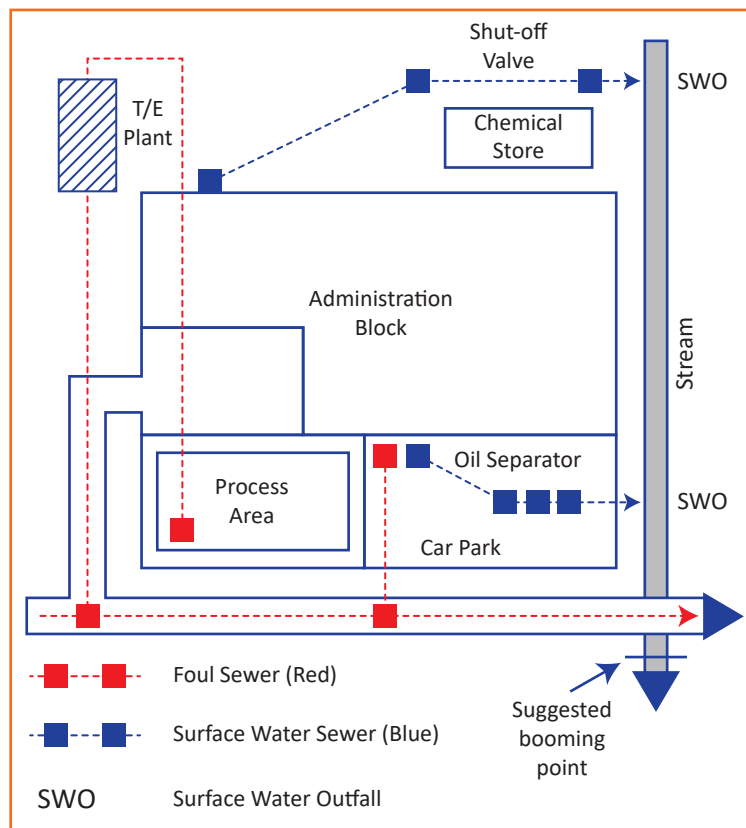 Shut-off
Valve
SWO
T/E
Plant
Chemical
Store
Administration
Block
Stream
Oil Separator
Process
Area
SWO
Car Park
Foul Sewer (Red)
Surface Water Sewer (Blue)
Suggested
booming
point
SWO
Surface Water Outfall